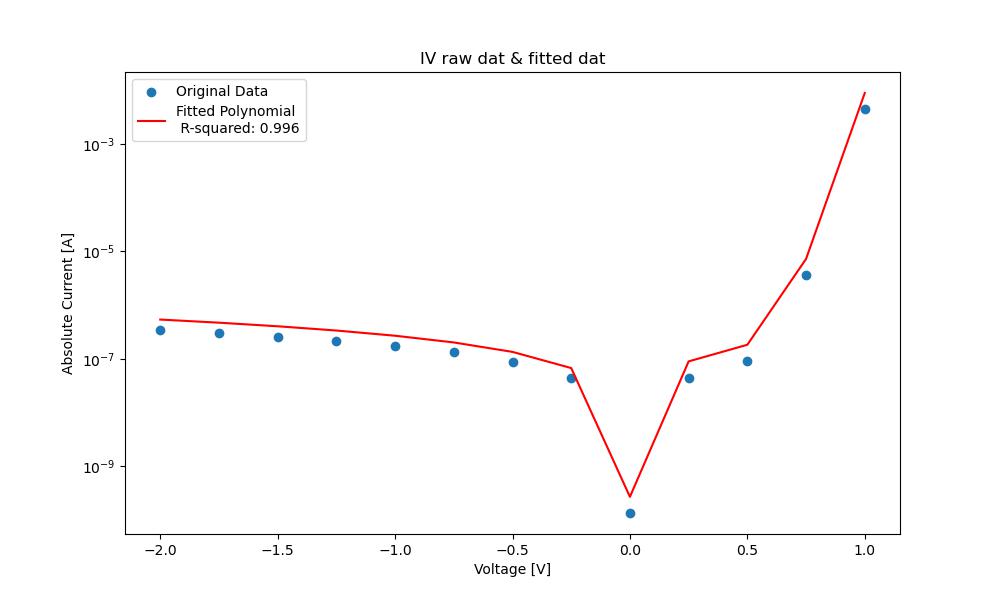 IV raw dat & fitted dat
Original Data
Fitted Polynomial
R-squared: 0.996
Absolute Current [A]
10⁻³
10⁻⁵
10⁻⁷
10⁻⁹
−2.0 −1.5 −1.0 −0.5 0.0 0.5 1.0
Voltage [V]